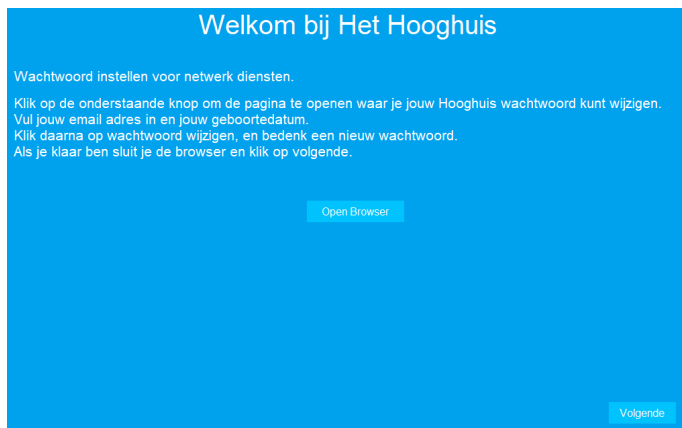 Welkom bij Het Hooghuis
Wachtwoord instellen voor netwerk diensten.
Klik op de onderstaande knop om de pagina te openen waar je jouw Hooghuis wachtwoord kunt wijzigen.
Vul jouw email adres in en jouw geboortedatum.
Klik daarna op wachtwoord wijzigen, en bedenk een nieuw wachtwoord.
Als je klaar ben sluit je de browser en klik op volgende.
Open Browser
Volgende